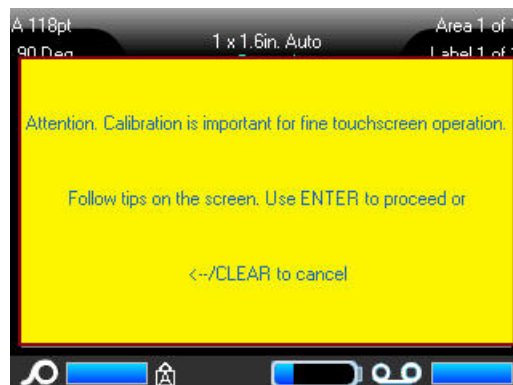 A 118pt
1 x 1.6in. Auto
Area 1 of
90 Deg
Label 1 of
Attention. Calibration is important for fine touchscreen operation.
Follow tips on the screen. Use ENTER to proceed or
<--/CLEAR to cancel
A